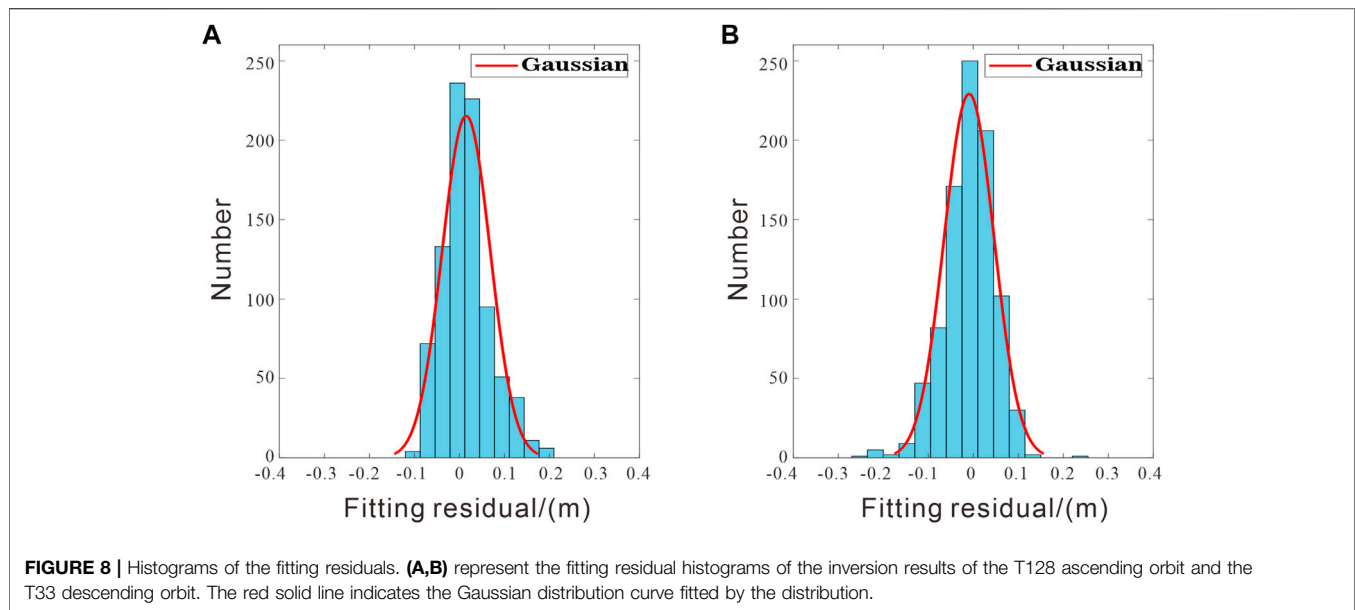 A
250
200
150
100
50
0
-0.4 -0.3 -0.2 -0.1 0 0.1 0.2 0.3 0.4
Number
Fitting residual/(m)
Gaussian
B
250
200
150
100
50
0
-0.4 -0.3 -0.2 -0.1 0 0.1 0.2 0.3 0.4
Number
Fitting residual/(m)
Gaussian
FIGURE 8 | Histograms of the fitting residuals. (A,B) represent the fitting residual histograms of the inversion results of the T128 ascending orbit and the
T33 descending orbit. The red solid line indicates the Gaussian distribution curve fitted by the distribution.